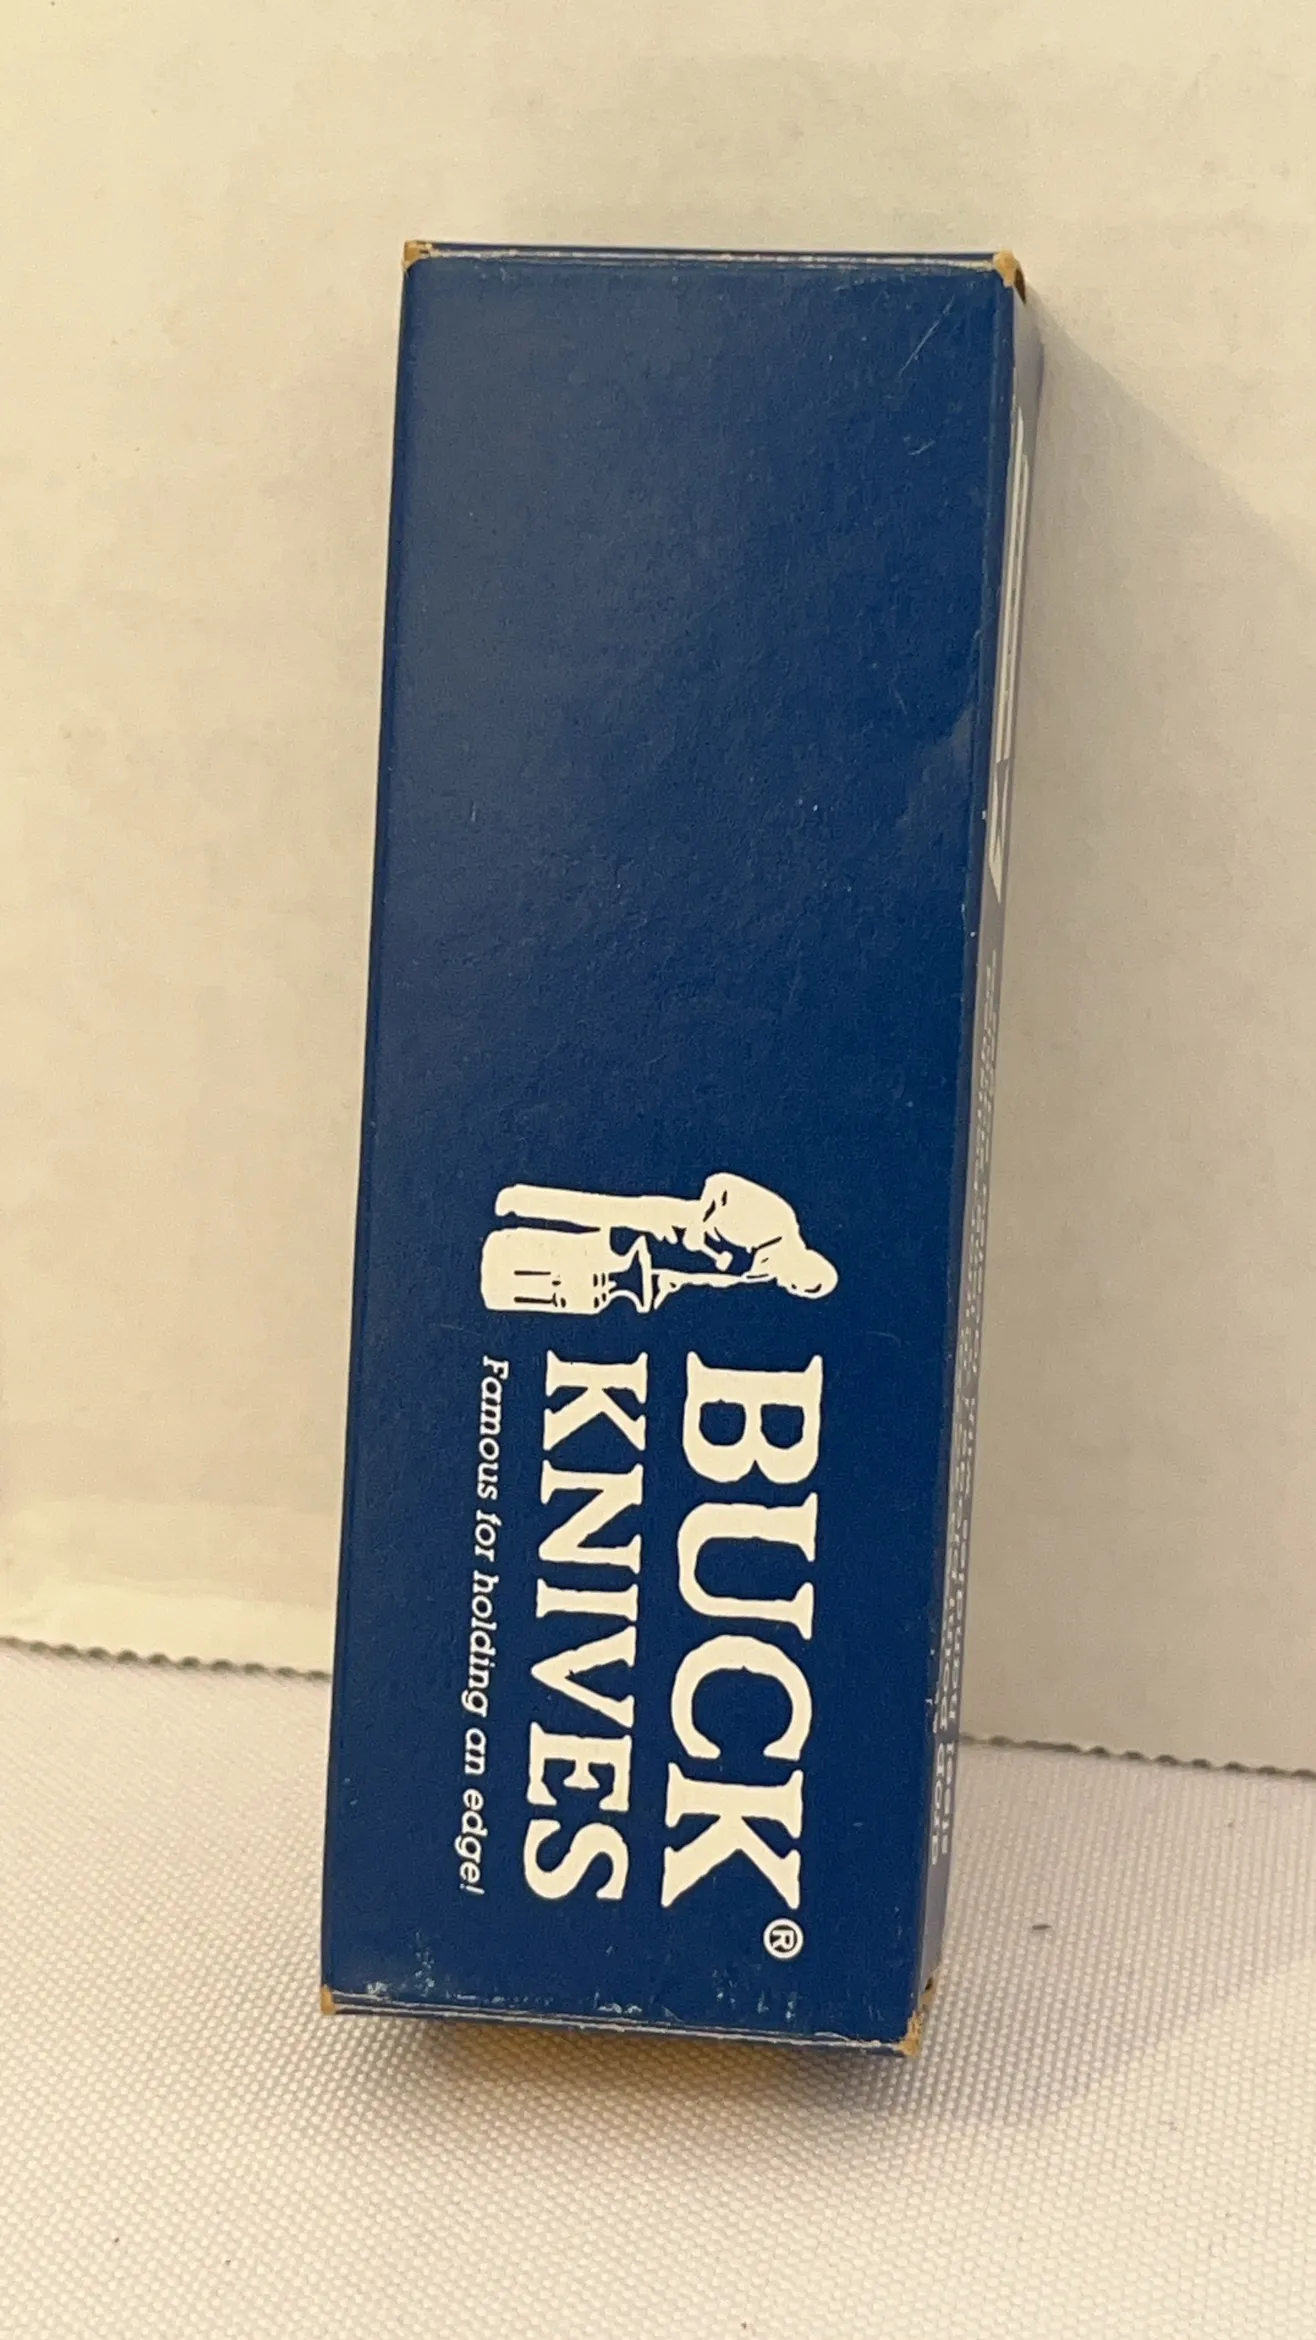 BUCK®
KNIVES
Famous for holding an edge!